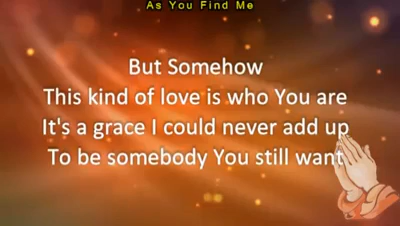 As You Find Me
But Somehow
This kind of love is who You are
It's a grace I could never add up
To be somebody You still want